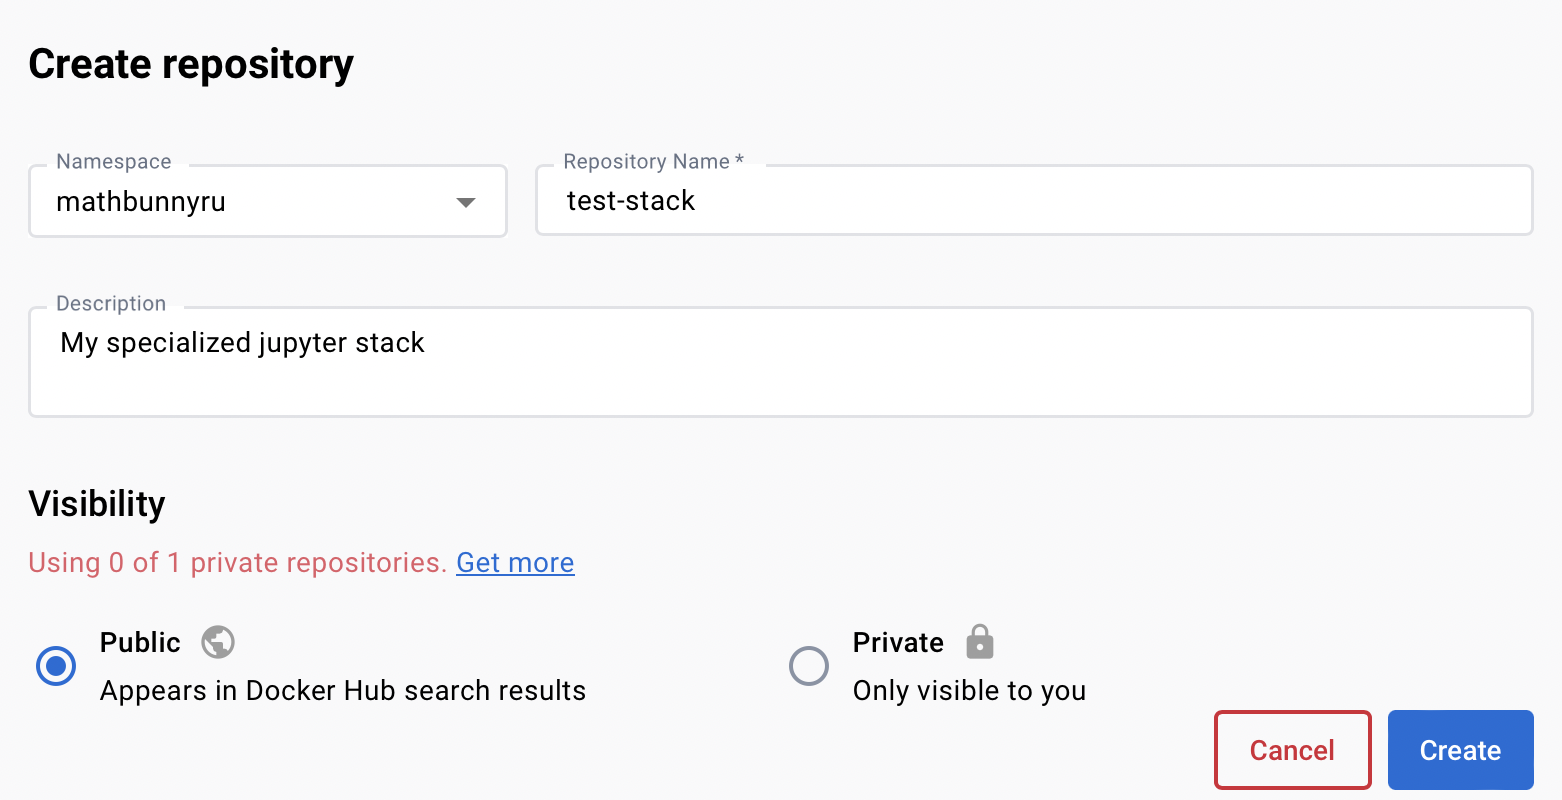 Create repository
Namespace
mathbunnyru
Repository Name *
test-stack
Description
My specialized jupyter stack
Visibility
Using 0 of 1 private repositories. Get more
Public
Appears in Docker Hub search results
Private
Only visible to you
Cancel
Create